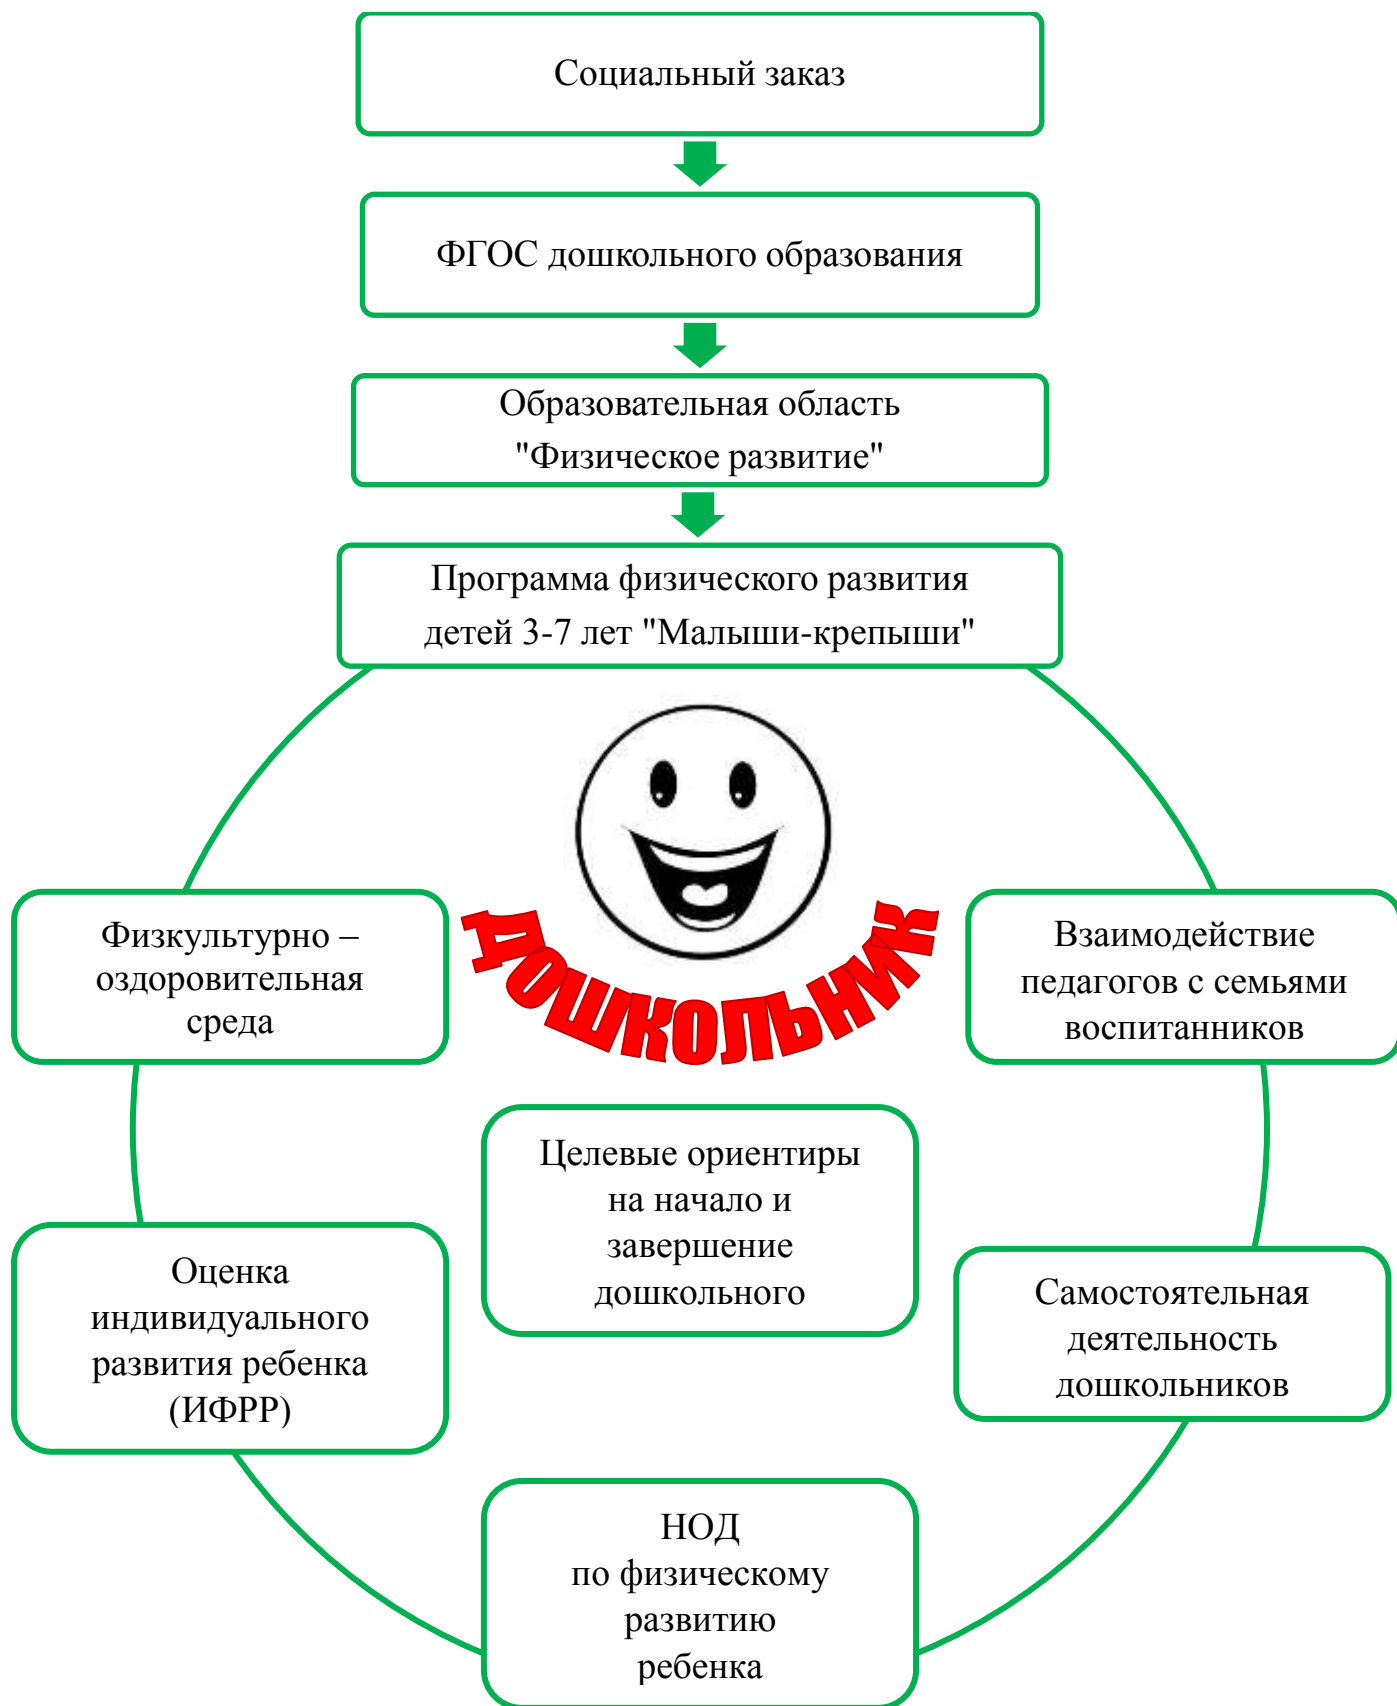 Социальный заказ
ФГОС дошкольного образования
Образовательная область
"Физическое развитие"
Программа физического развития
детей 3-7 лет "Малыши-крепыши"
Физкультурно –
оздоровительная
среда
ДОШКОЛЬНИК
Взаимодействие
педагогов с семьями
воспитанников
Целевые ориентиры
на начало и
завершение
дошкольного
Оценка
индивидуального
развития ребенка
(ИФРР)
Самостоятельная
деятельность
дошкольников
НОД
по физическому
развитию
ребенка